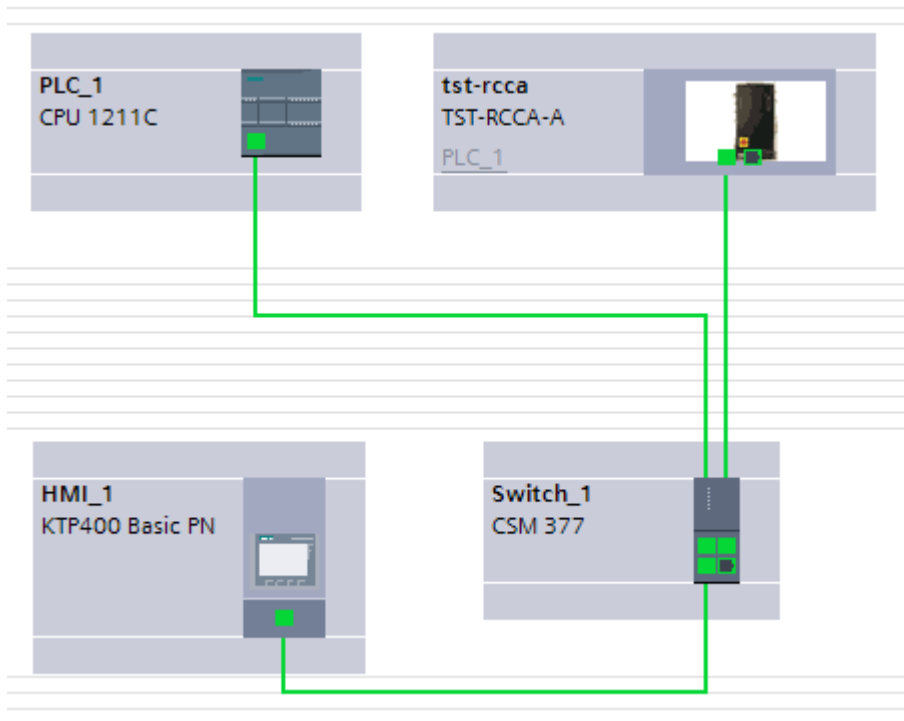 PLC_1
CPU 1211C
tst-rcca
TST-RCCA-A
PLC_1
HMI_1
KTP400 Basic PN
Switch_1
CSM 377